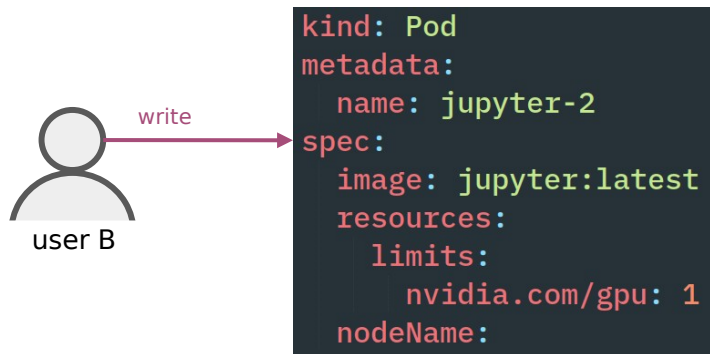 write
user B
kind: Pod
metadata:
  name: jupyter-2
spec:
  image: jupyter:latest
  resources:
    limits:
      nvidia.com/gpu: 1
  nodeName: